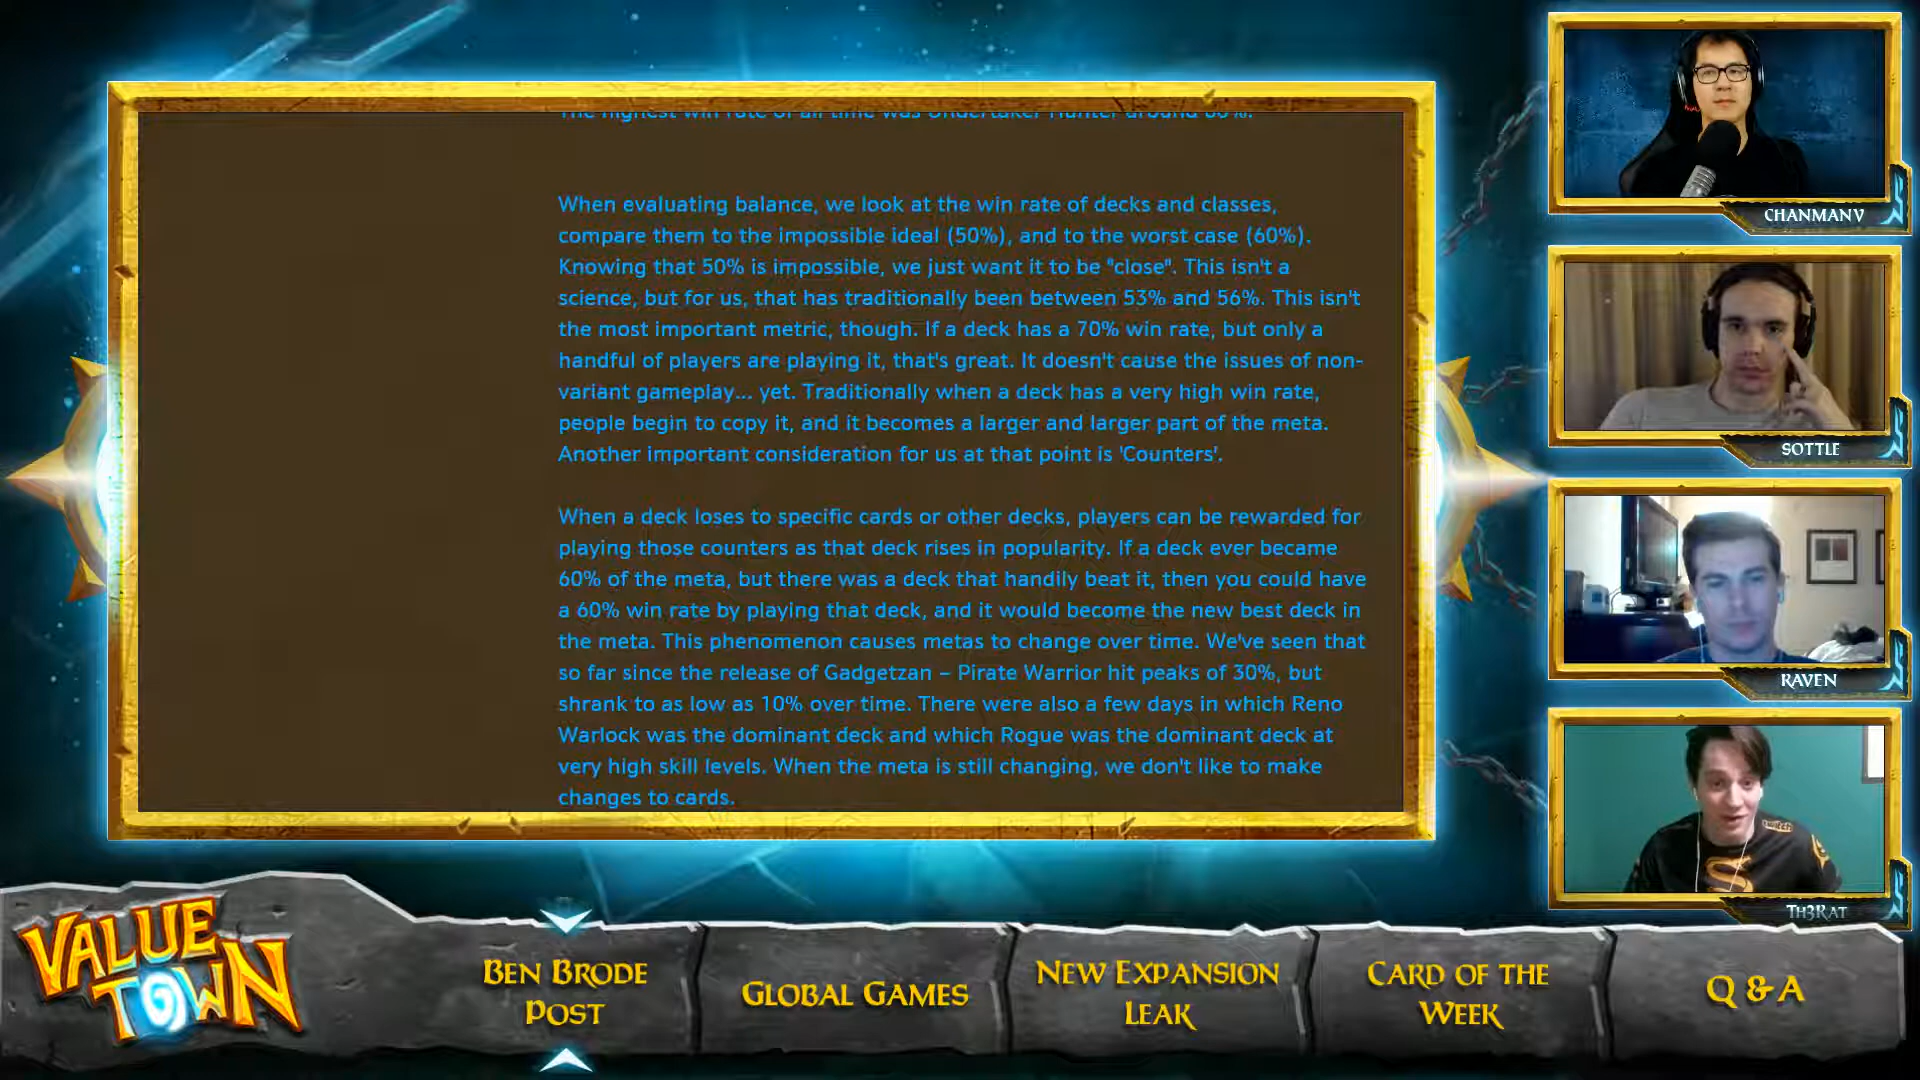 The highest win rate of all time was Undertaker Hunter around 60%.
When evaluating balance, we look at the win rate of decks and classes,
compare them to the impossible ideal (50%), and to the worst case (60%).
Knowing that 50% is impossible, we just want it to be "close". This isn't a
science, but for us, that has traditionally been between 53% and 56%. This isn't
the most important metric, though. If a deck has a 70% win rate, but only a
handful of players are playing it, that's great. It doesn't cause the issues of non-
variant gameplay... yet. Traditionally when a deck has a very high win rate,
people begin to copy it, and it becomes a larger and larger part of the meta.
Another important consideration for us at that point is 'Counters'.
When a deck loses to specific cards or other decks, players can be rewarded for
playing those counters as that deck rises in popularity. If a deck ever became
60% of the meta, but there was a deck that handily beat it, then you could have
a 60% win rate by playing that deck, and it would become the new best deck in
the meta. This phenomenon causes metas to change over time. We've seen that
so far since the release of Gadgetzan – Pirate Warrior hit peaks of 30%, but
shrank to as low as 10% over time. There were also a few days in which Reno
Warlock was the dominant deck and which Rogue was the dominant deck at
very high skill levels. When the meta is still changing, we don't like to make
changes to cards.
CHANMANV
SOTTLE
RAVEN
TH3RAT
VALUE
TOWN
BEN BRODE
POST
GLOBAL GAMES
NEW EXPANSION
LEAK
CARD OF THE
WEEK
Q & A